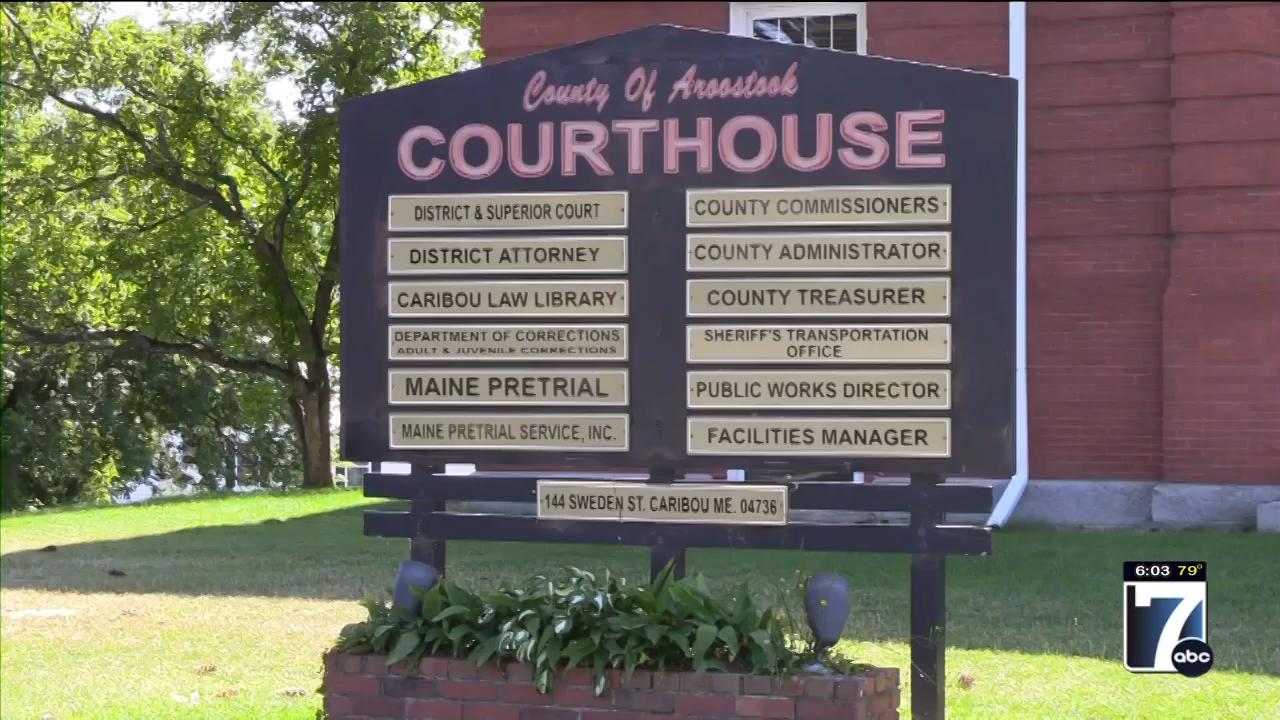 County Of Aroostook
COURTHOUSE
DISTRICT & SUPERIOR COURT
DISTRICT ATTORNEY
CARIBOU LAW LIBRARY
DEPARTMENT OF CORRECTIONS
ADULT & JUVENILE CORRECTIONS
MAINE PRETRIAL
MAINE PRETRIAL SERVICE, INC.
COUNTY COMMISSIONERS
COUNTY ADMINISTRATOR
COUNTY TREASURER
SHERIFF'S TRANSPORTATION
OFFICE
PUBLIC WORKS DIRECTOR
FACILITIES MANAGER
144 SWEDEN ST. CARIBOU ME. 04736
6:03 79°
7
abc